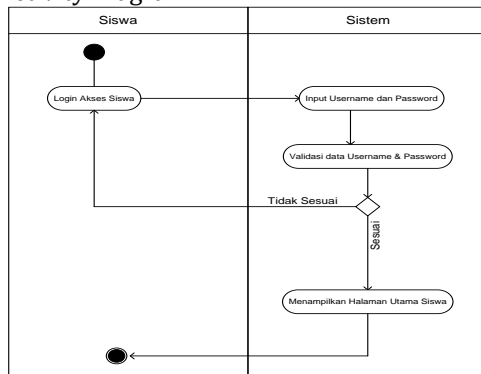 Siswa
Sistem
Login Akses Siswa
Input Username dan Password
Validasi data Username & Password
Tidak Sesuai
Sesuai
Menampilkan Halaman Utama Siswa